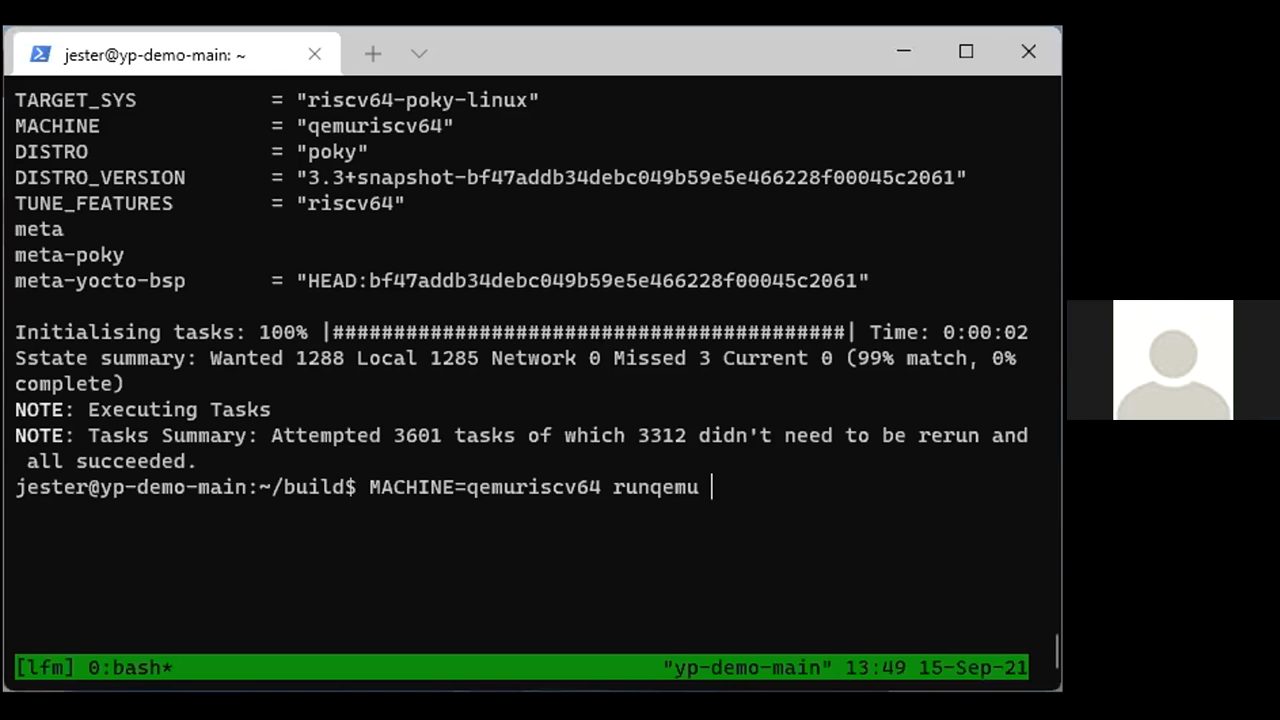 jester@yp-demo-main: ~
TARGET_SYS = "riscv64-poky-linux"
MACHINE = "qemuriscv64"
DISTRO = "poky"
DISTRO_VERSION = "3.3+snapshot-bf47addb34debc049b59e5e466228f00045c2061"
TUNE_FEATURES = "riscv64"
meta
meta-poky
meta-yocto-bsp = "HEAD:bf47addb34debc049b59e5e466228f00045c2061"
Initialising tasks: 100% |##########################################| Time: 0:00:02
Sstate summary: Wanted 1288 Local 1285 Network 0 Missed 3 Current 0 (99% match, 0%
complete)
NOTE: Executing Tasks
NOTE: Tasks Summary: Attempted 3601 tasks of which 3312 didn't need to be rerun and
all succeeded.
jester@yp-demo-main:~/build$ MACHINE=qemuriscv64 runqemu
[lfm] 0:bash* "yp-demo-main" 13:49 15-Sep-21